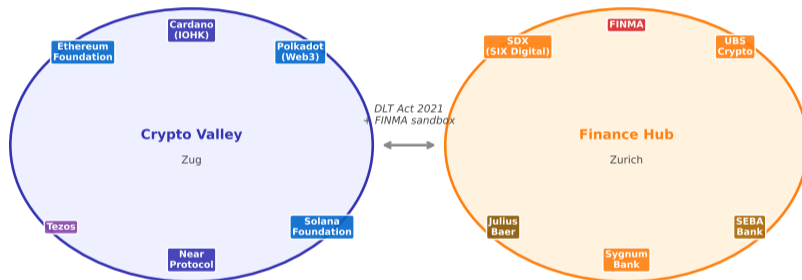 Cardano
(IOHK)
Ethereum
Foundation
Polkadot
(Web3)
Crypto Valley
Zug
Tezos
Solana
Foundation
Near
Protocol
DLT Act 2021
+ FINMA sandbox
FINMA
SDX
(SIX Digital)
UBS
Crypto
Finance Hub
Zurich
Julius
Baer
SEBA
Bank
Sygnum
Bank